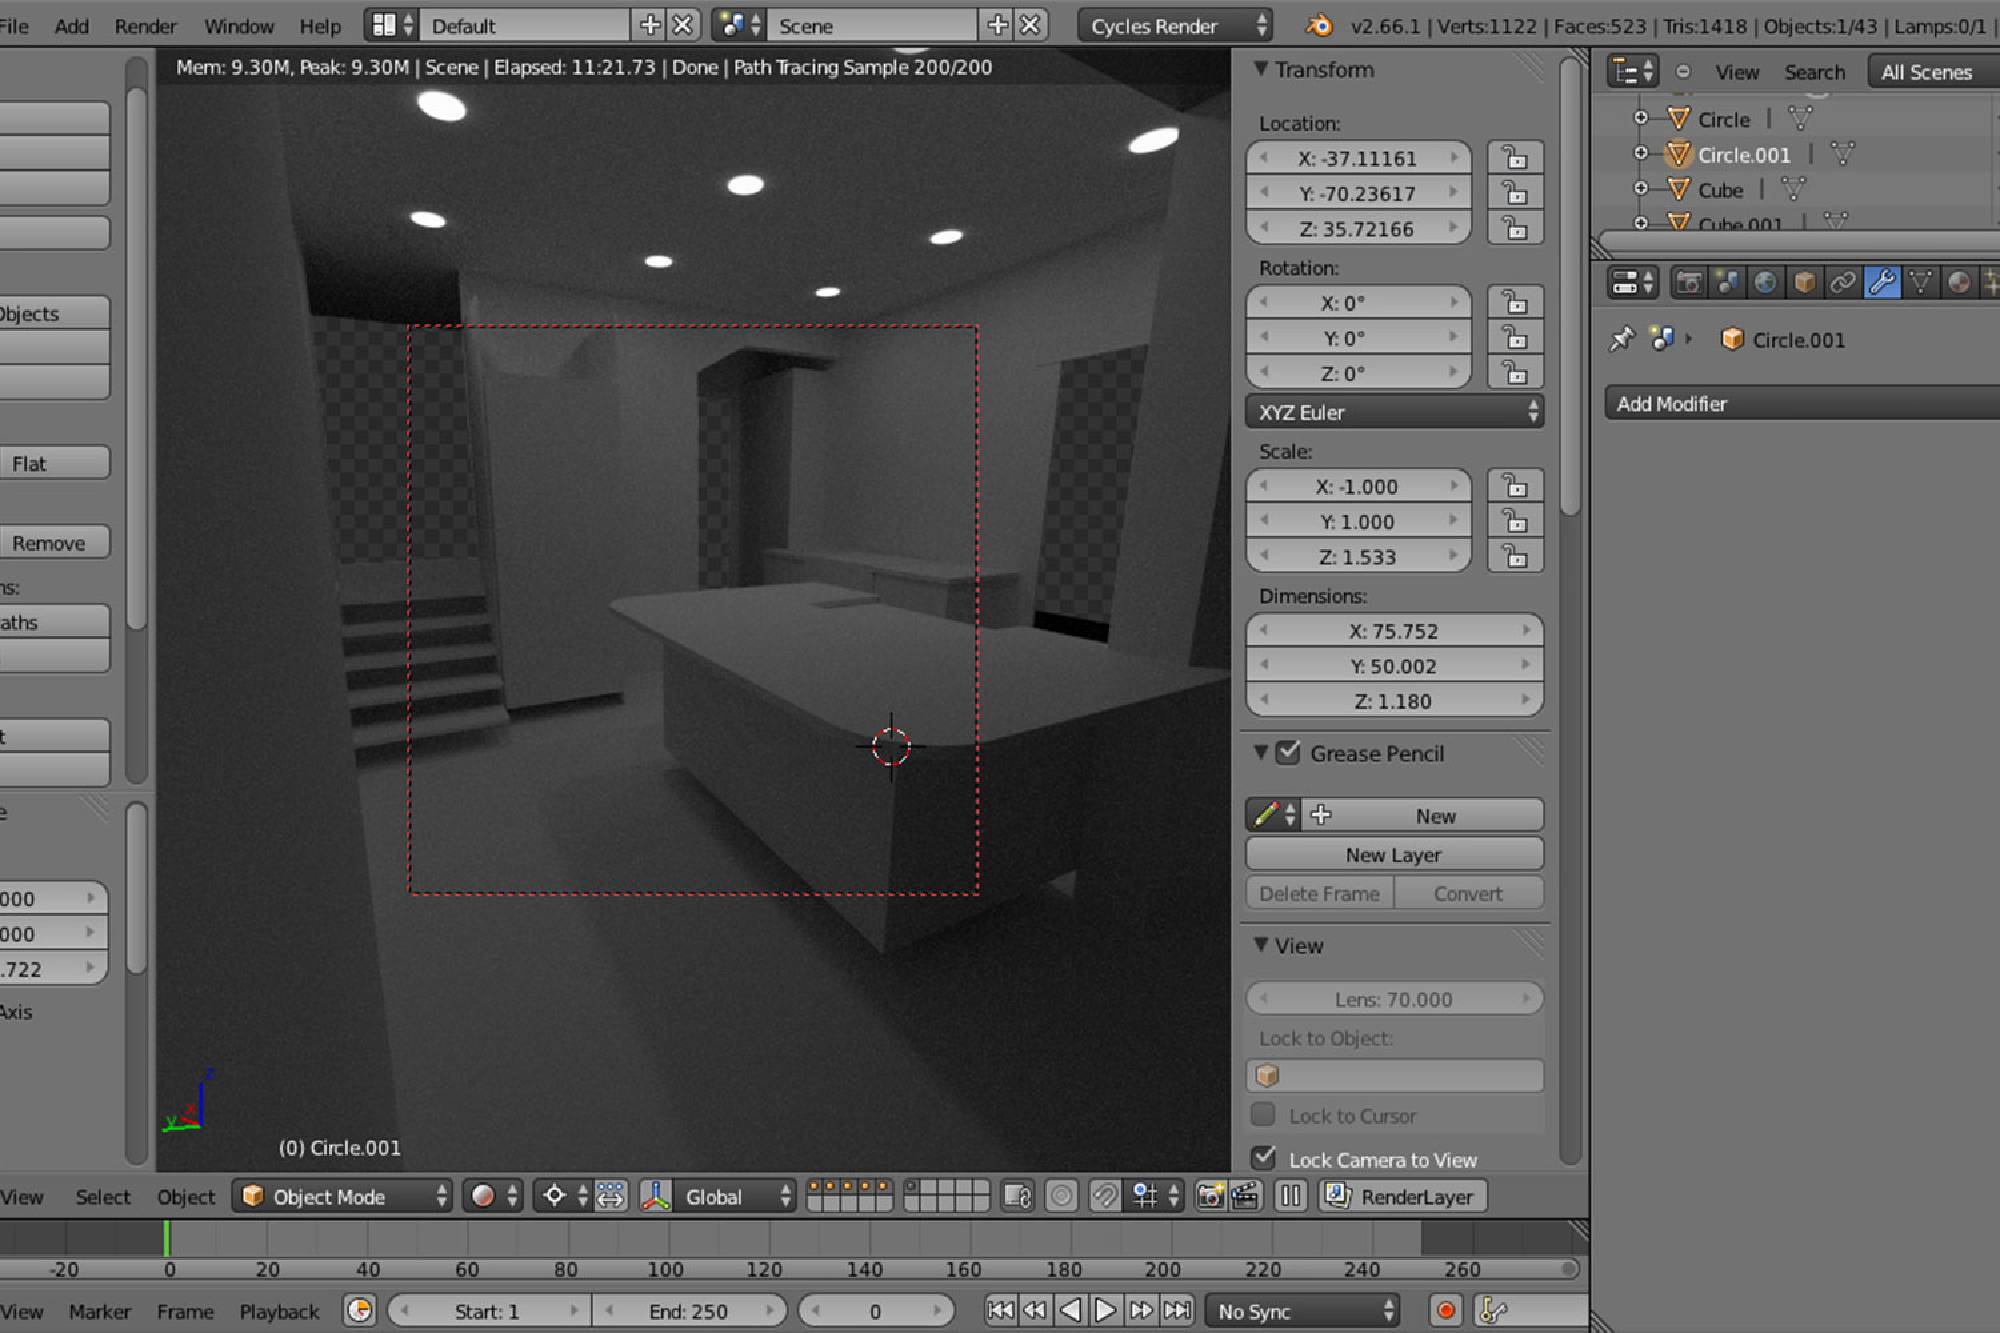 File Add Render Window Help Default Scene Cycles Render v2.66.1 | Verts:1122 | Faces:523 | Tris:1418 | Objects:1/43 | Lamps:0/1 |
Mem: 9.30M, Peak: 9.30M | Scene | Elapsed: 11:21.73 | Done | Path Tracing Sample 200/200
Objects
Flat
Remove
ns:
aths
t
e
000
000
.722
Axis
z
x
y
(0) Circle.001
Transform
Location:
X: -37.11161
Y: -70.23617
Z: 35.72166
Rotation:
X: 0°
Y: 0°
Z: 0°
XYZ Euler
Scale:
X: -1.000
Y: 1.000
Z: 1.533
Dimensions:
X: 75.752
Y: 50.002
Z: 1.180
Grease Pencil
New
New Layer
Delete Frame Convert
View
Lens: 70.000
Lock to Object:
Lock to Cursor
Lock Camera to View
View Search All Scenes
Circle |
Circle.001 |
Cube |
Cube.001 |
Circle.001
Add Modifier
View Select Object Object Mode Global RenderLayer
-20 0 20 40 60 80 100 120 140 160 180 200 220 240 260
View Marker Frame Playback Start: 1 End: 250 0 No Sync